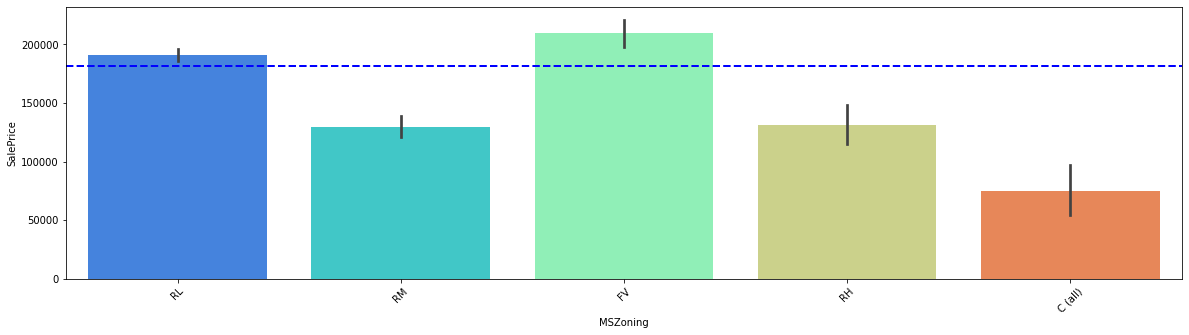 200000
150000
100000
50000
0
SalePrice
RL
RM
FV
RH
C (all)
MSZoning